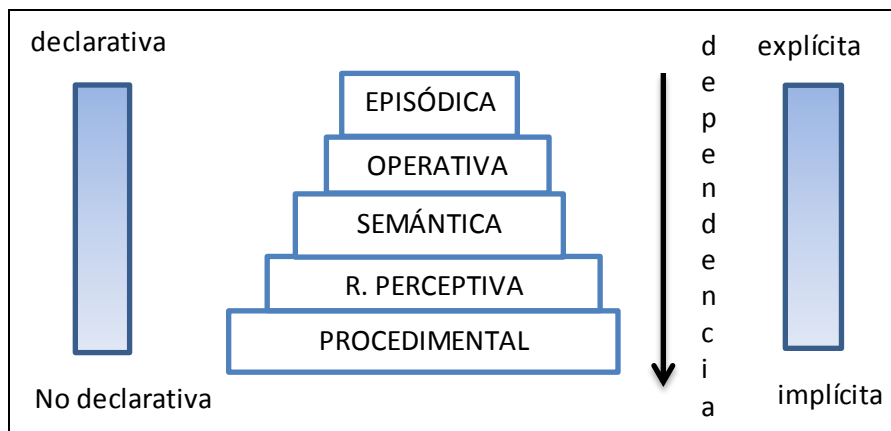 declarativa
explícita
dependencia
EPISÓDICA
OPERATIVA
SEMÁNTICA
R. PERCEPTIVA
PROCEDIMENTAL
No declarativa
implícita